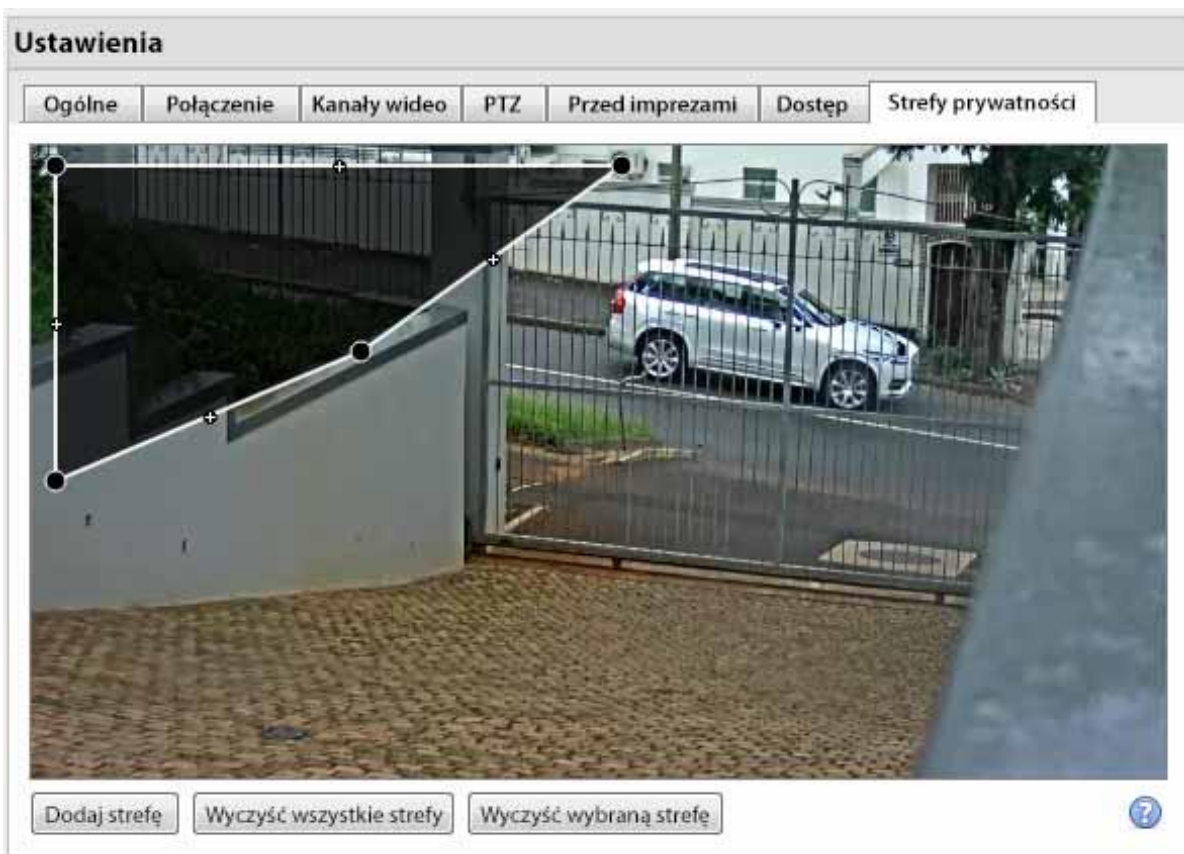 Ustawienia
Ogólne Połączenie Kanały wideo PTZ Przed imprezami Dostęp Strefy prywatności
Dodaj strefę Wyczyść wszystkie strefy Wyczyść wybraną strefę ?